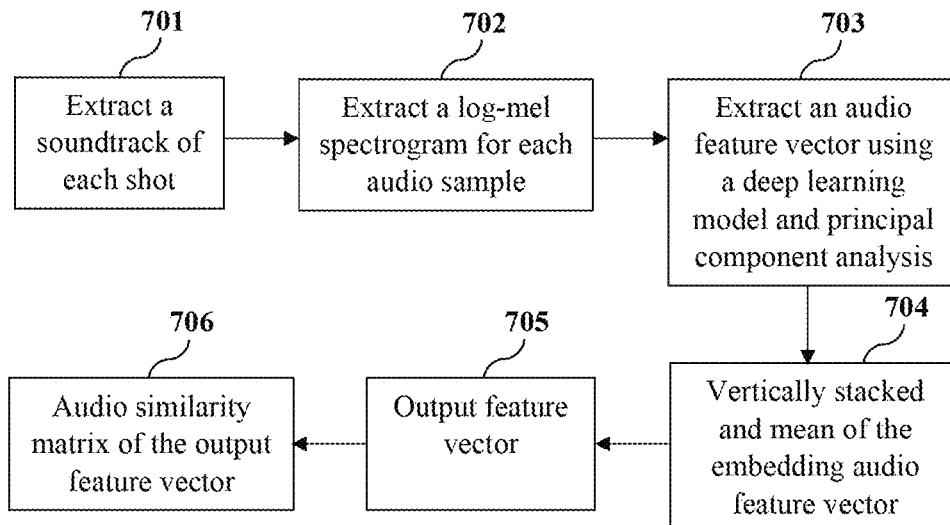 701
Extract a
soundtrack of
each shot
702
Extract a log-mel
spectrogram for each
audio sample
703
Extract an audio
feature vector using
a deep learning
model and principal
component analysis
704
Vertically stacked
and mean of the
embedding audio
feature vector
705
Output feature
vector
706
Audio similarity
matrix of the output
feature vector